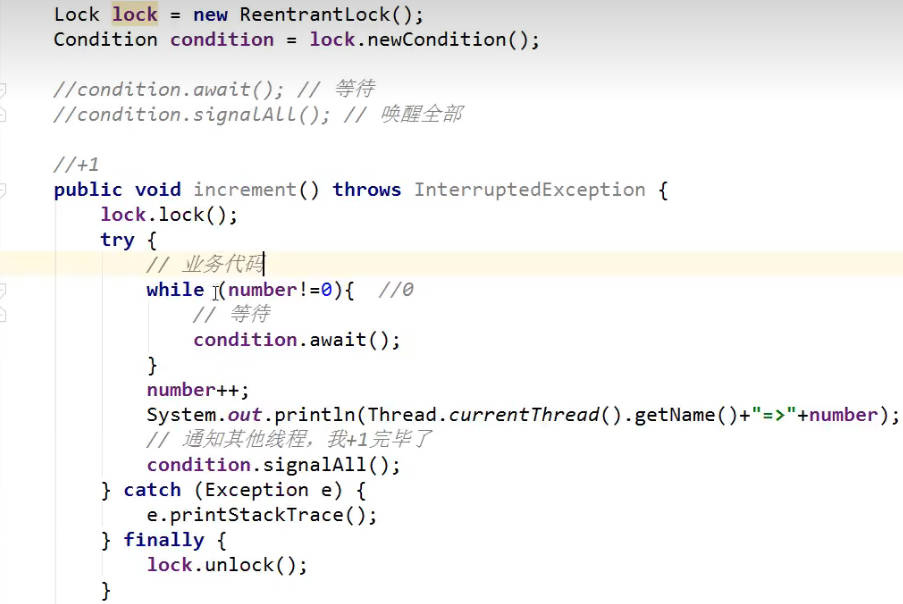 Lock lock = new ReentrantLock();
Condition condition = lock.newCondition();
//condition.await(); // 等待
//condition.signalAll(); // 唤醒全部
//+1
public void increment() throws InterruptedException {
lock.lock();
try {
// 业务代码
while (number!=0){ //0
// 等待
condition.await();
}
number++;
System.out.println(Thread.currentThread().getName()+"=>"+number);
// 通知其他线程，我+1完毕了
condition.signalAll();
} catch (Exception e) {
e.printStackTrace();
} finally {
lock.unlock();
}